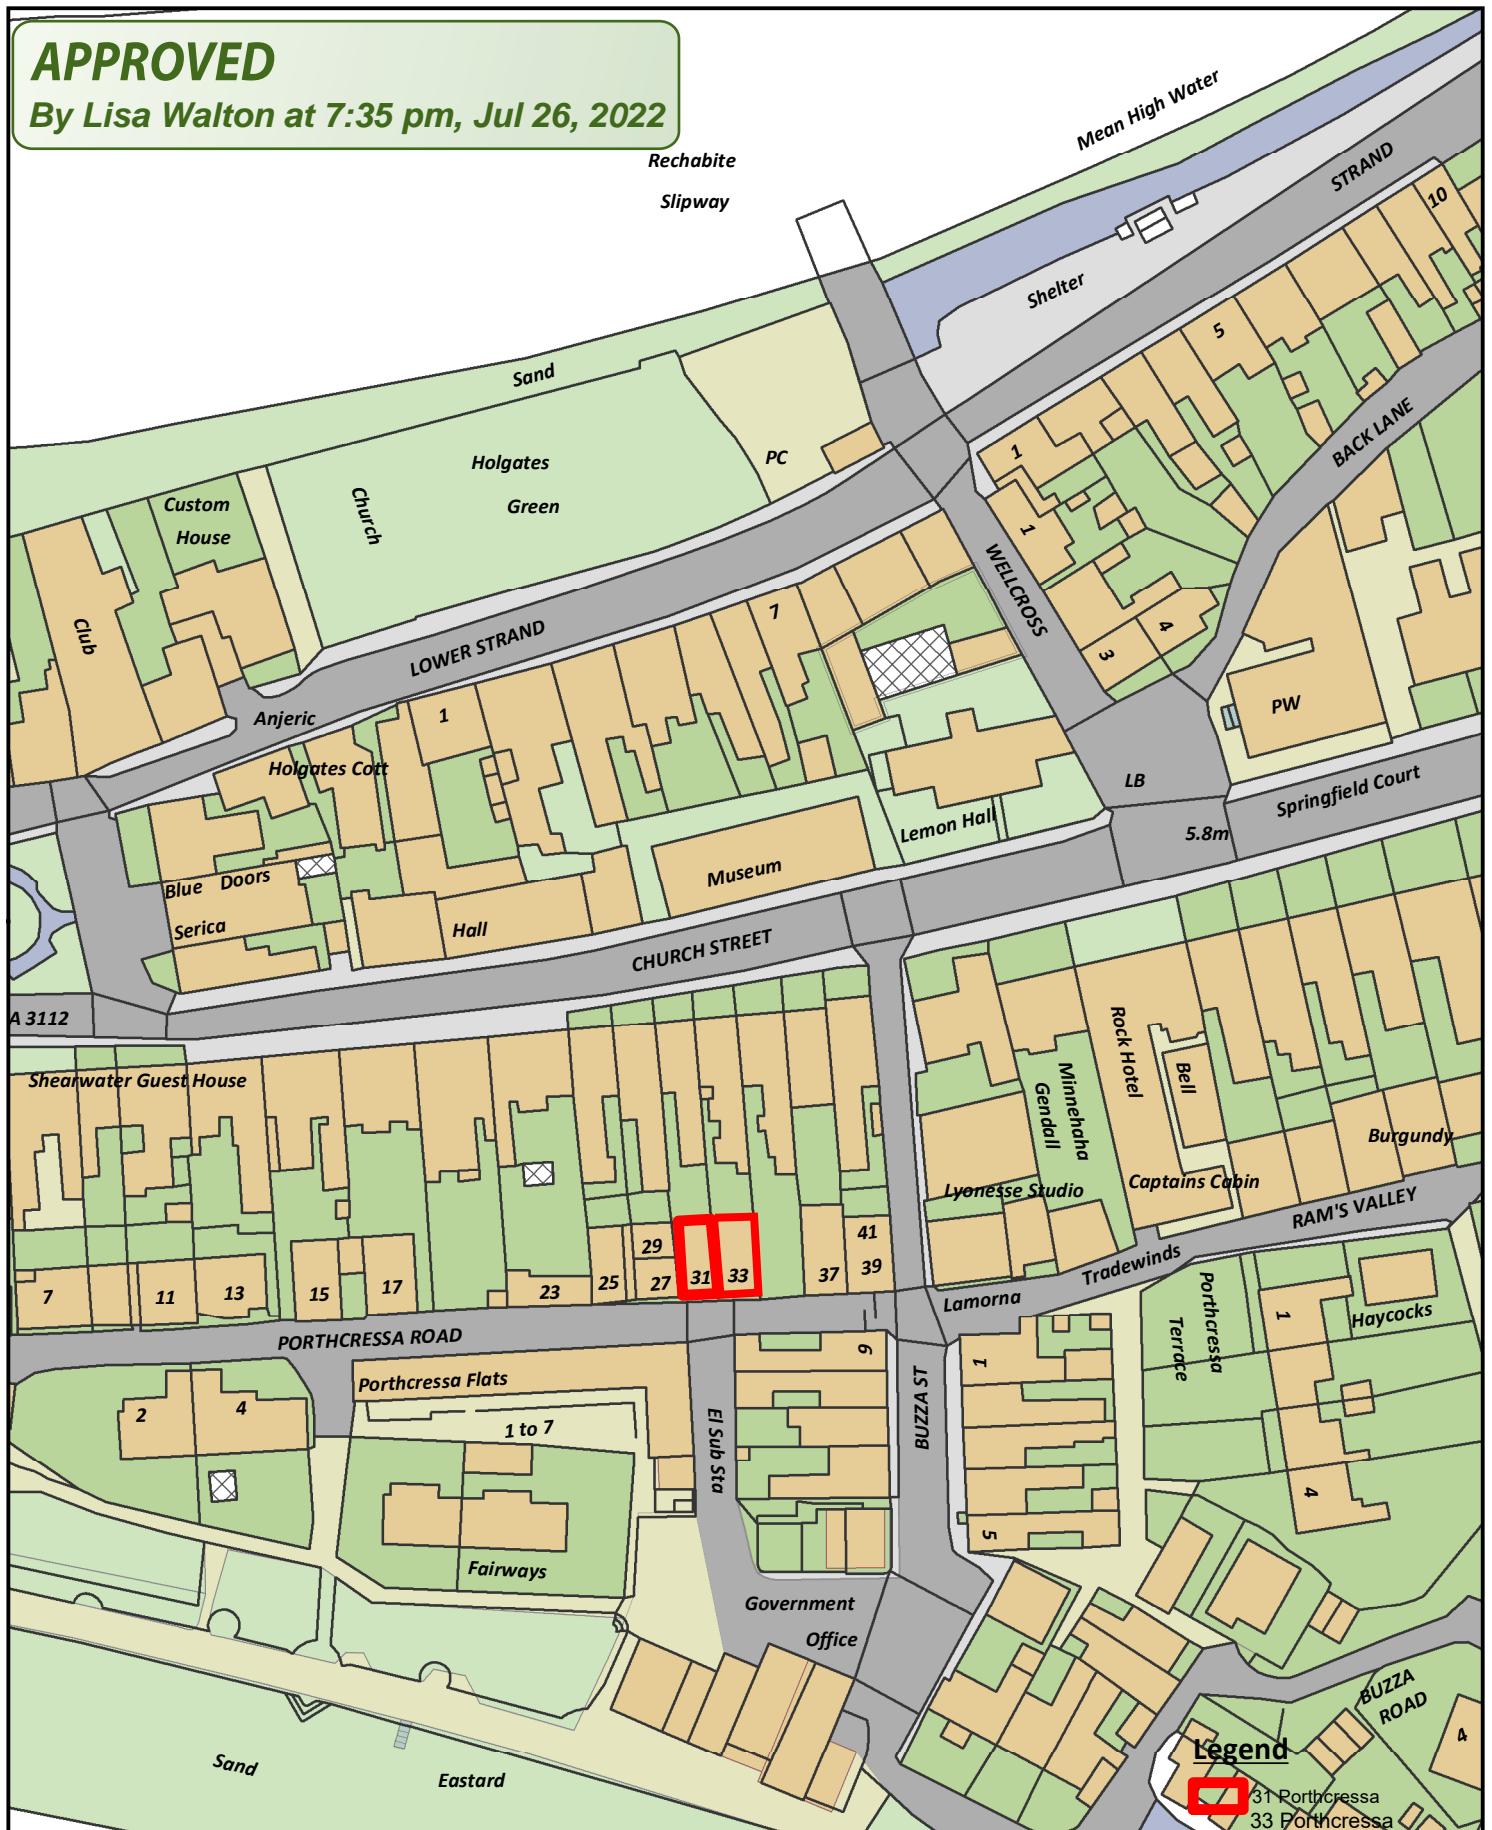 APPROVED
By Lisa Walton at 7:35 pm, Jul 26, 2022
Rechabite
Slipway
Mean High Water
STRAND
10
Shelter
5
Sand
Holgates
Green
PC
1
BACK LANE
Custom
House
Church
1
WELLCROSS
Club
LOWER STRAND
7
4
3
Anjeric
1
PW
Holgates Cott
LB
Springfield Court
Lemon Hall
5.8m
Museum
Blue Doors
Serica
Hall
CHURCH STREET
A 3112
Shearwater Guest House
Rock Hotel
Bell
Minnehaha
Gendall
Burgundy
Captains Cabin
Lyonesse Studio
RAM'S VALLEY
29
41
31
33
27
25
23
37
39
7
11
13
15
17
Tradewinds
Lamorna
Porthcressa
Terrace
1
Haycocks
PORTHCRESSA ROAD
9
1
Porthcressa Flats
2
4
1 to 7
El Sub Sta
BUZZA ST
4
5
Fairways
Government
Office
BUZZA
ROAD
4
Sand
Eastard
Legend
31 Porthcressa
33 Porthcressa